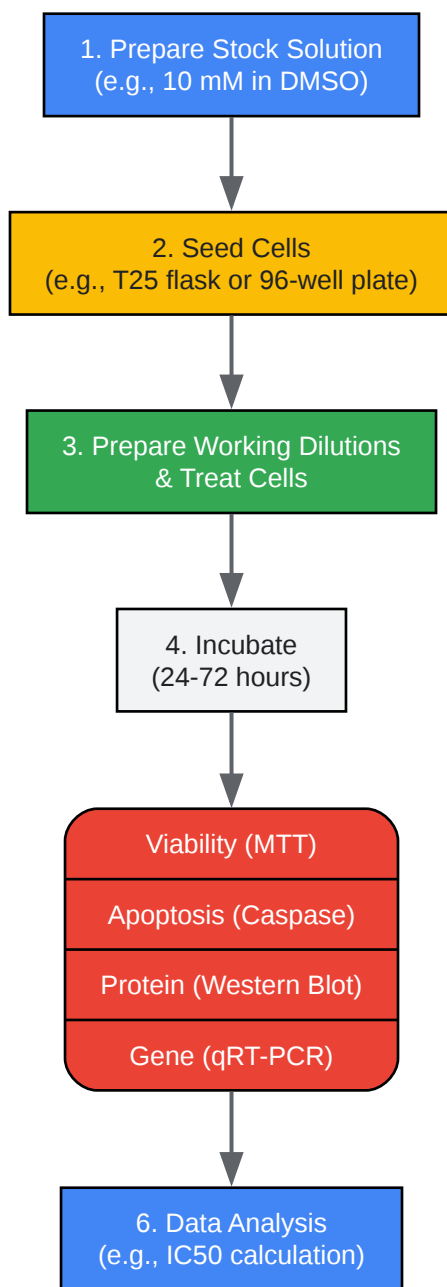 1. Prepare Stock Solution
(e.g., 10 mM in DMSO)
2. Seed Cells
(e.g., T25 flask or 96-well plate)
3. Prepare Working Dilutions
& Treat Cells
4. Incubate
(24-72 hours)
Viability (MTT)
Apoptosis (Caspase)
Protein (Western Blot)
Gene (qRT-PCR)
6. Data Analysis
(e.g., IC50 calculation)